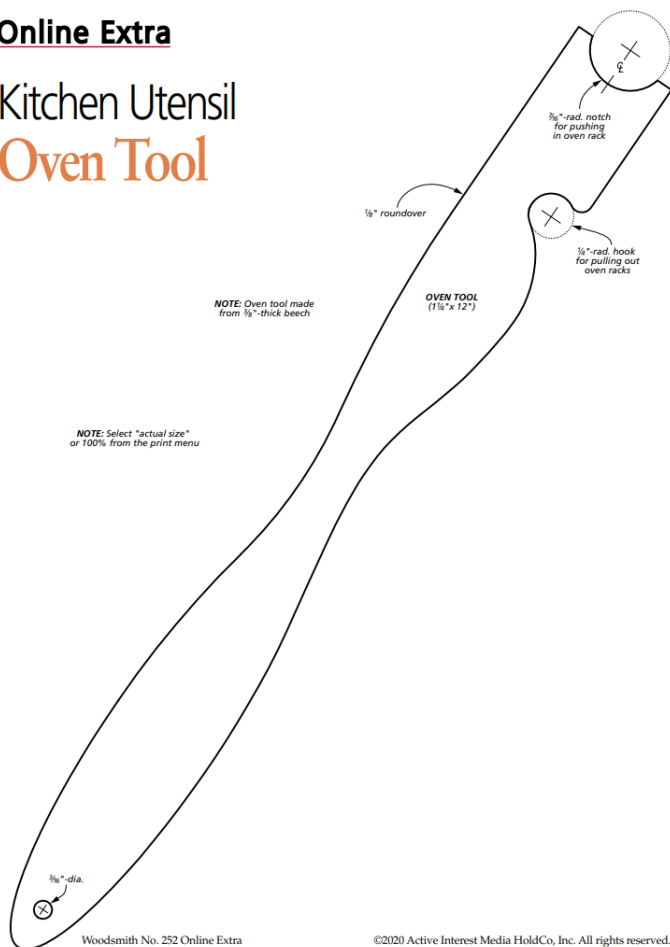 Online Extra
Kitchen Utensil
Oven Tool
℄
7⁄16"-rad. notch
for pushing
in oven rack
1⁄8" roundover
1⁄4"-rad. hook
for pulling out
oven racks
OVEN TOOL
(1 1⁄4" x 12")
NOTE: Oven tool made
from 3⁄8"-thick beech
NOTE: Select "actual size"
or 100% from the print menu
3⁄16"-dia.
Woodsmith No. 252 Online Extra
©2020 Active Interest Media HoldCo, Inc. All rights reserved.